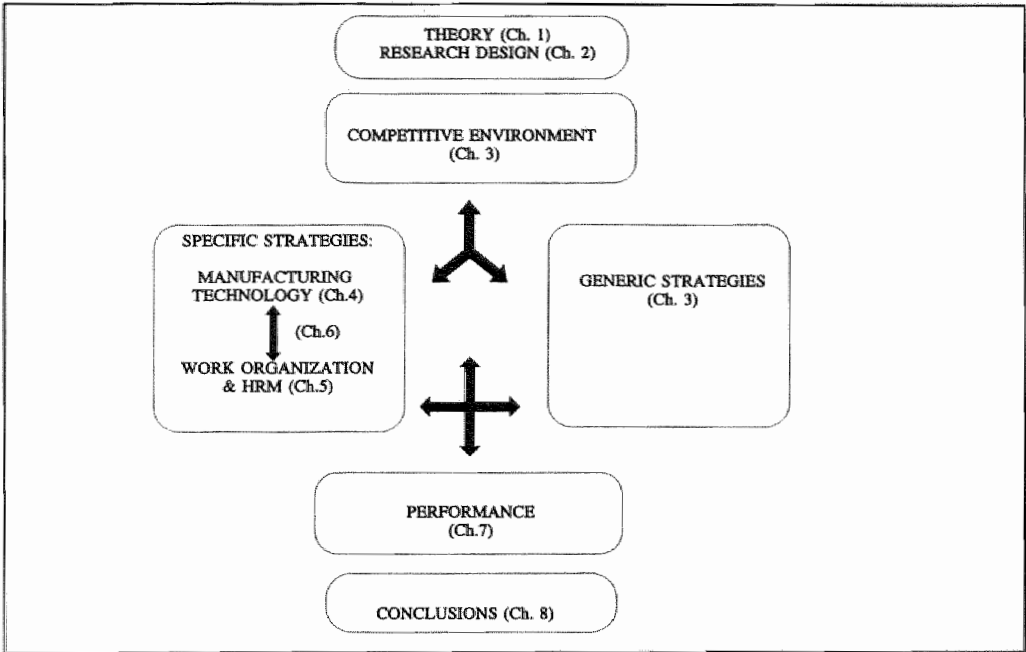 THEORY (Ch. 1)
RESEARCH DESIGN (Ch. 2)
COMPETITIVE ENVIRONMENT
(Ch. 3)
SPECIFIC STRATEGIES:
MANUFACTURING
TECHNOLOGY (Ch.4)
(Ch.6)
WORK ORGANIZATION
& HRM (Ch.5)
GENERIC STRATEGIES
(Ch. 3)
PERFORMANCE
(Ch.7)
CONCLUSIONS (Ch. 8)